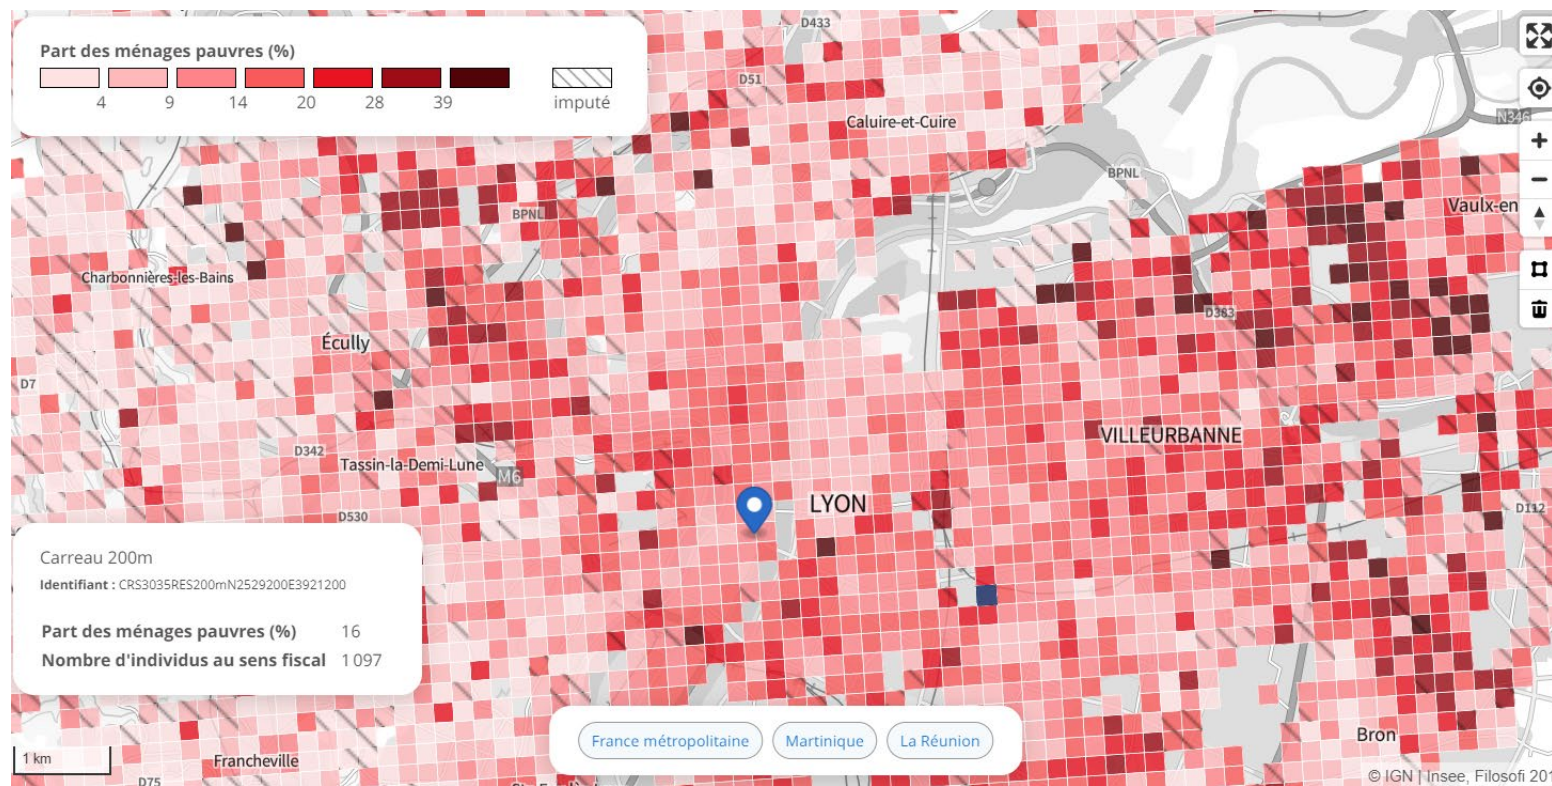 Part des ménages pauvres (%)
4 9 14 20 28 39
imputé
D433
D51
Caluire-et-Cuire
N346
BPNL
Vaulx-en
BPNL
Charbonnières-les-Bains
D383
Écully
D7
VILLEURBANNE
D342
Tassin-la-Demi-Lune
M6
LYON
D112
D530
Carreau 200m
Identifiant : CRS3035RES200mN2529200E3921200
Part des ménages pauvres (%) 16
Nombre d'individus au sens fiscal 1 097
France métropolitaine
Martinique
La Réunion
Bron
1 km
Francheville
D75
© IGN | Insee, Filosofi 201